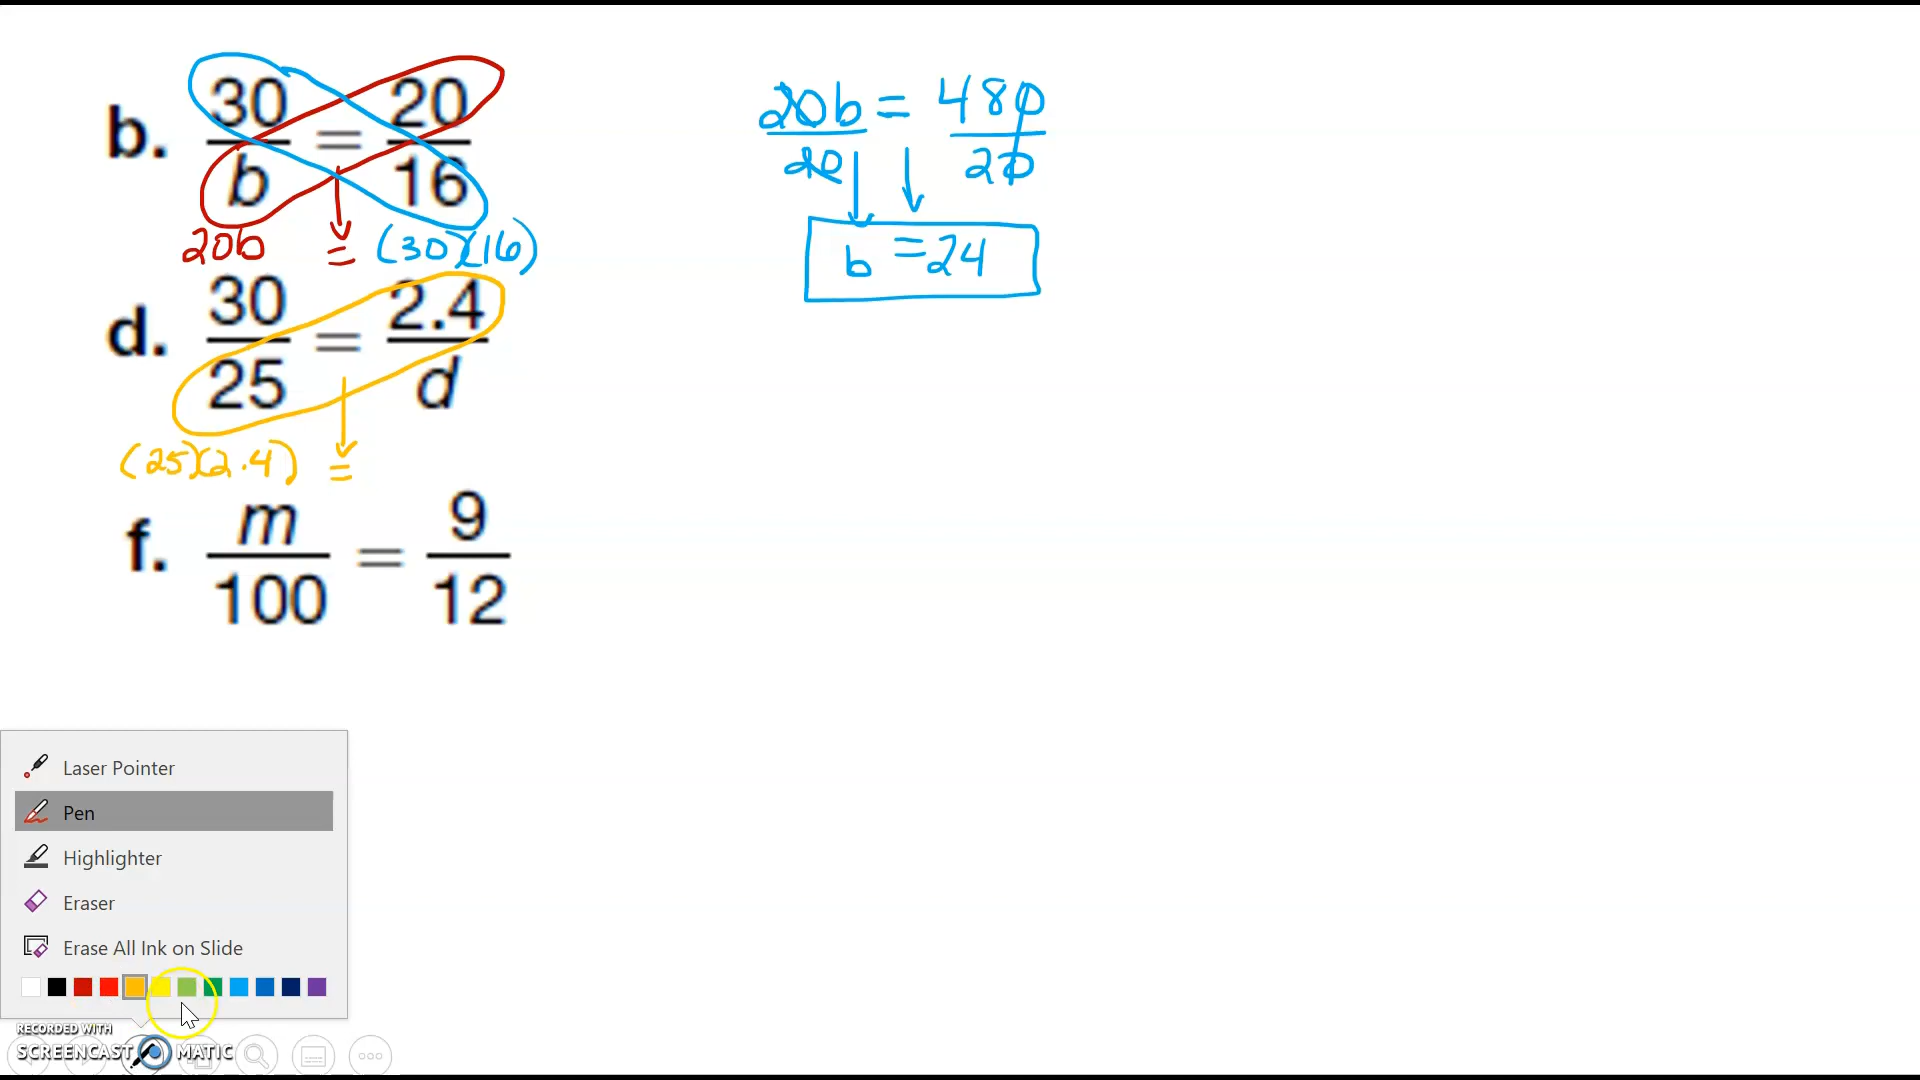 b. 30/b = 20/16
20b = (30)(16)
20b/20 = 480/20
b = 24
d. 30/25 = 2.4/d
(25)(2.4) =
f. m/100 = 9/12
Laser Pointer
Pen
Highlighter
Eraser
Erase All Ink on Slide
RECORDED WITH
SCREENCAST MATIC